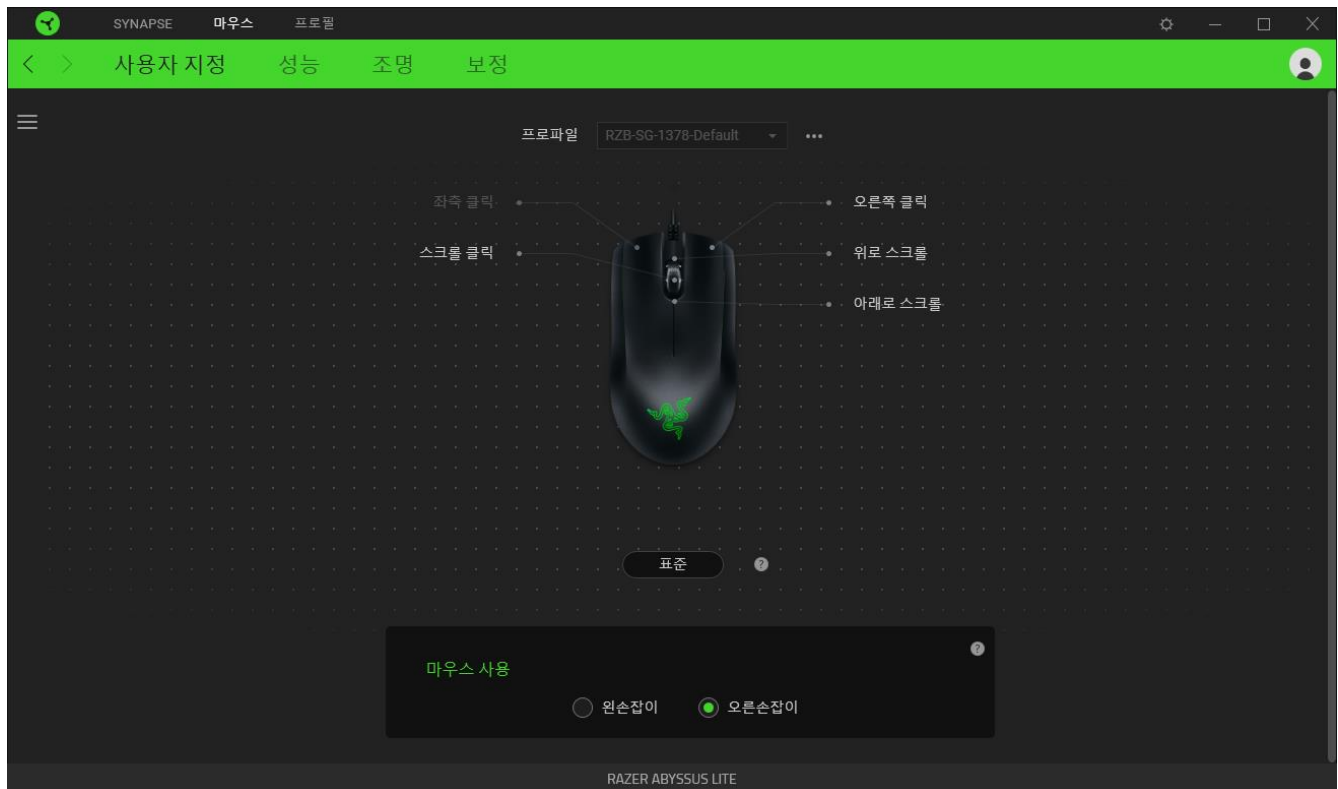 SYNAPSE 마우스 프로필
사용자 지정 성능 조명 보정
프로파일 RZB-SG-1378-Default
좌측 클릭 오른쪽 클릭
스크롤 클릭 위로 스크롤
아래로 스크롤
표준 ?
?
마우스 사용
왼손잡이 오른손잡이
RAZER ABYSSUS LITE